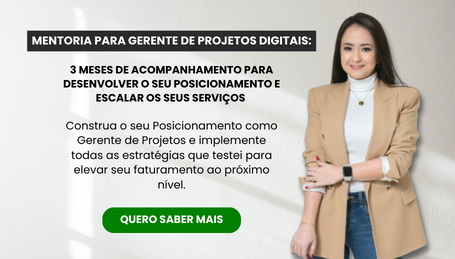 MENTORIA PARA GERENTE DE PROJETOS DIGITAIS:
3 MESES DE ACOMPANHAMENTO PARA
DESENVOLVER O SEU POSICIONAMENTO E
ESCALAR OS SEUS SERVIÇOS
Construa o seu Posicionamento como
Gerente de Projetos e implemente
todas as estratégias que testei para
elevar seu faturamento ao próximo
nível.
QUERO SABER MAIS